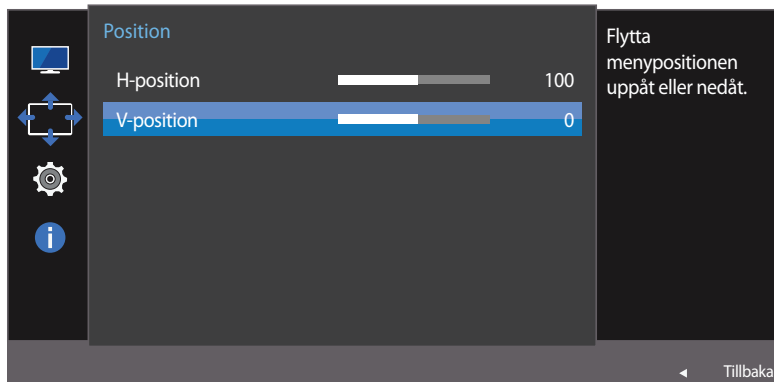 Position
H-position 100
V-position 0
Flytta
menypositionen
uppåt eller nedåt.
Tillbaka